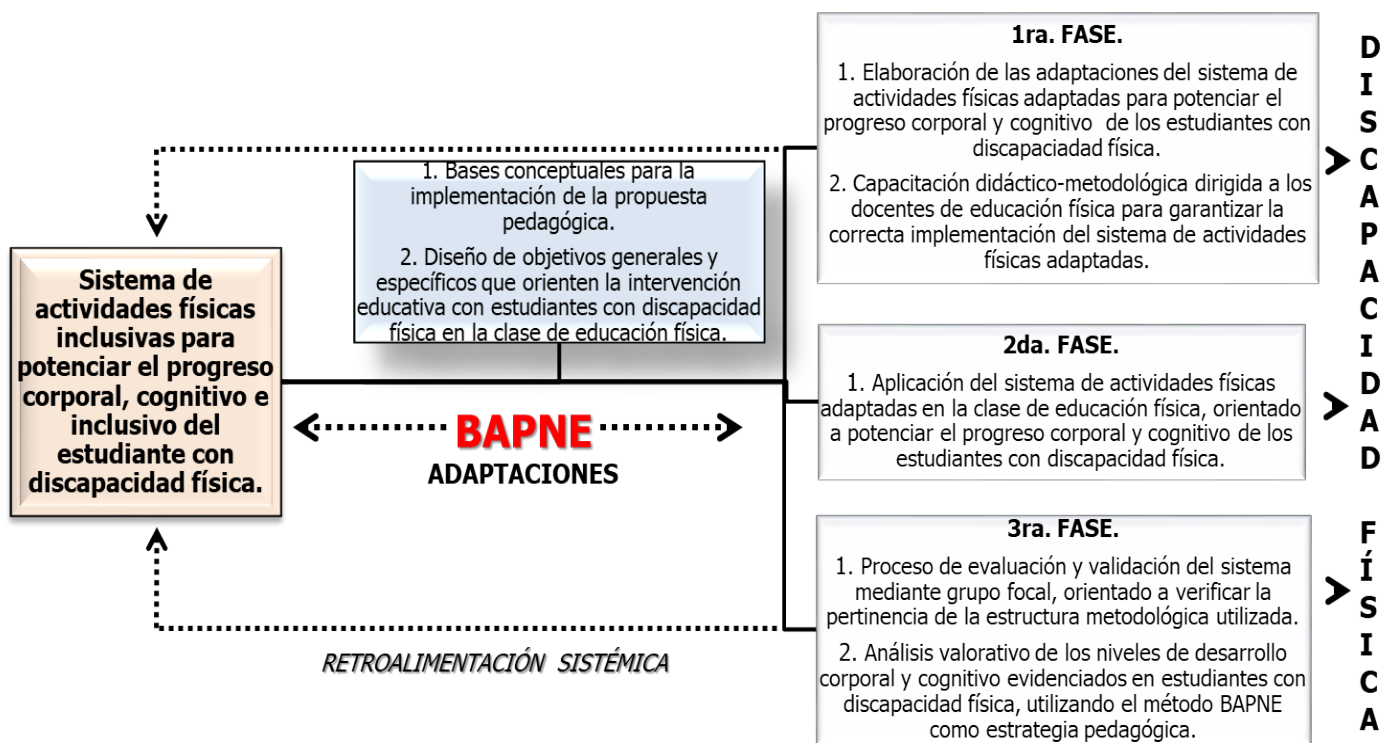 Sistema de
actividades físicas
inclusivas para
potenciar el progreso
corporal, cognitivo e
inclusivo del
estudiante con
discapacidad física.
1. Bases conceptuales para la
implementación de la propuesta
pedagógica.
2. Diseño de objetivos generales y
específicos que orienten la intervención
educativa con estudiantes con discapacidad
física en la clase de educación física.
BAPNE
ADAPTACIONES
RETROALIMENTACIÓN SISTÉMICA
1ra. FASE.
1. Elaboración de las adaptaciones del sistema de
actividades físicas adaptadas para potenciar el
progreso corporal y cognitivo de los estudiantes con
discapaciadad física.
2. Capacitación didáctico-metodológica dirigida a los
docentes de educación física para garantizar la
correcta implementación del sistema de actividades
físicas adaptadas.
2da. FASE.
1. Aplicación del sistema de actividades físicas
adaptadas en la clase de educación física, orientado
a potenciar el progreso corporal y cognitivo de los
estudiantes con discapacidad física.
3ra. FASE.
1. Proceso de evaluación y validación del sistema
mediante grupo focal, orientado a verificar la
pertinencia de la estructura metodológica utilizada.
2. Análisis valorativo de los niveles de desarrollo
corporal y cognitivo evidenciados en estudiantes con
discapacidad física, utilizando el método BAPNE
como estrategia pedagógica.
DISCAPACIDAD
FÍSICA